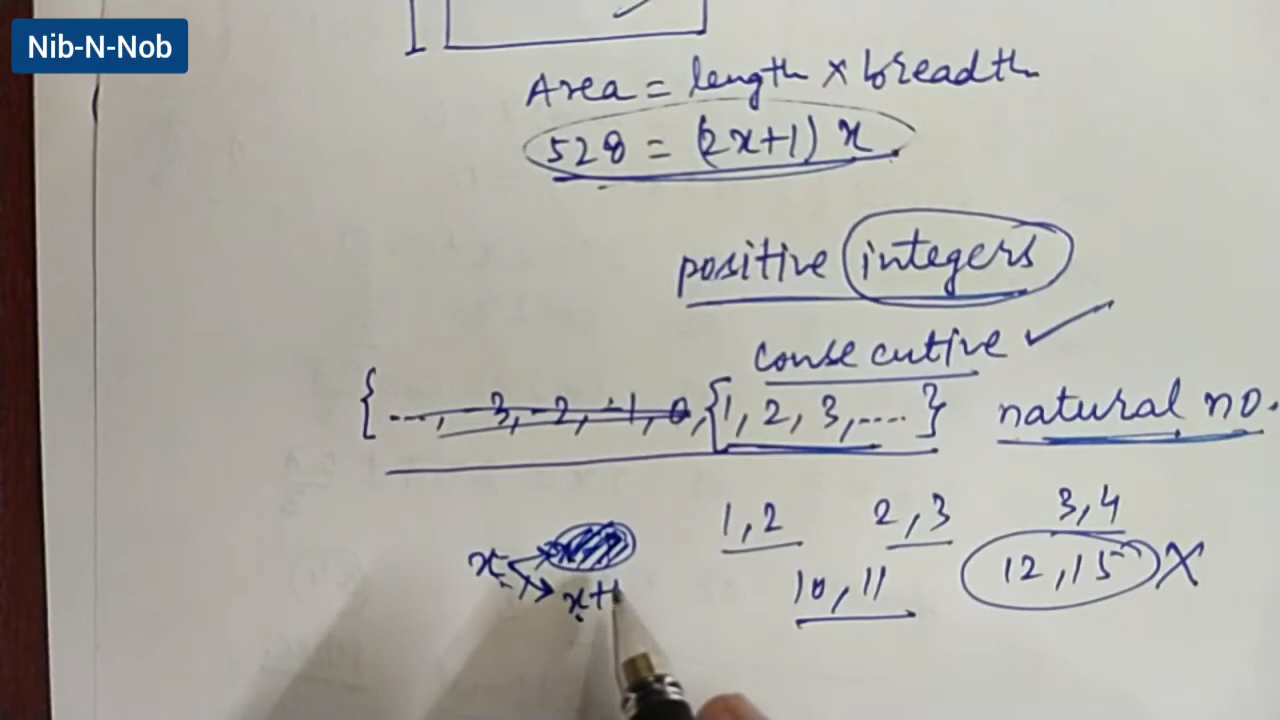 Nib-N-Nob
Area = length × breadth
528 = (2x+1) x
positive integers
consecutive ✓
{ ..., -3, -2, -1, 0, {1, 2, 3, .... } natural no.
1, 2 2, 3 3, 4
10, 11 12, 15 X
x
x+1